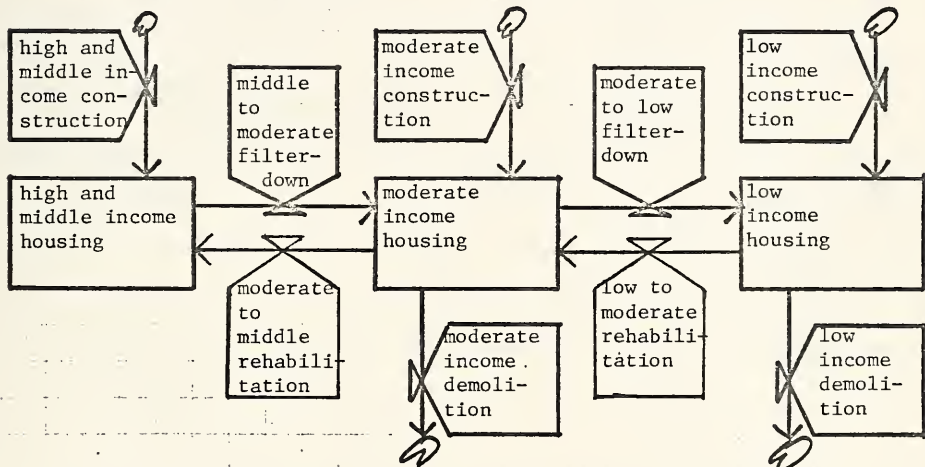 high and
middle in-
come con-
struction
middle
to
moderate
filter-
down
moderate
income
construc-
tion
moderate
to low
filter-
down
low
income
construc-
tion
high and
middle income
housing
moderate
income
housing
low
income
housing
moderate
to
middle
rehabili-
tation
moderate
income.
demoli-
tion
low to
moderate
rehabili-
tation
low
income
demoli-
tion